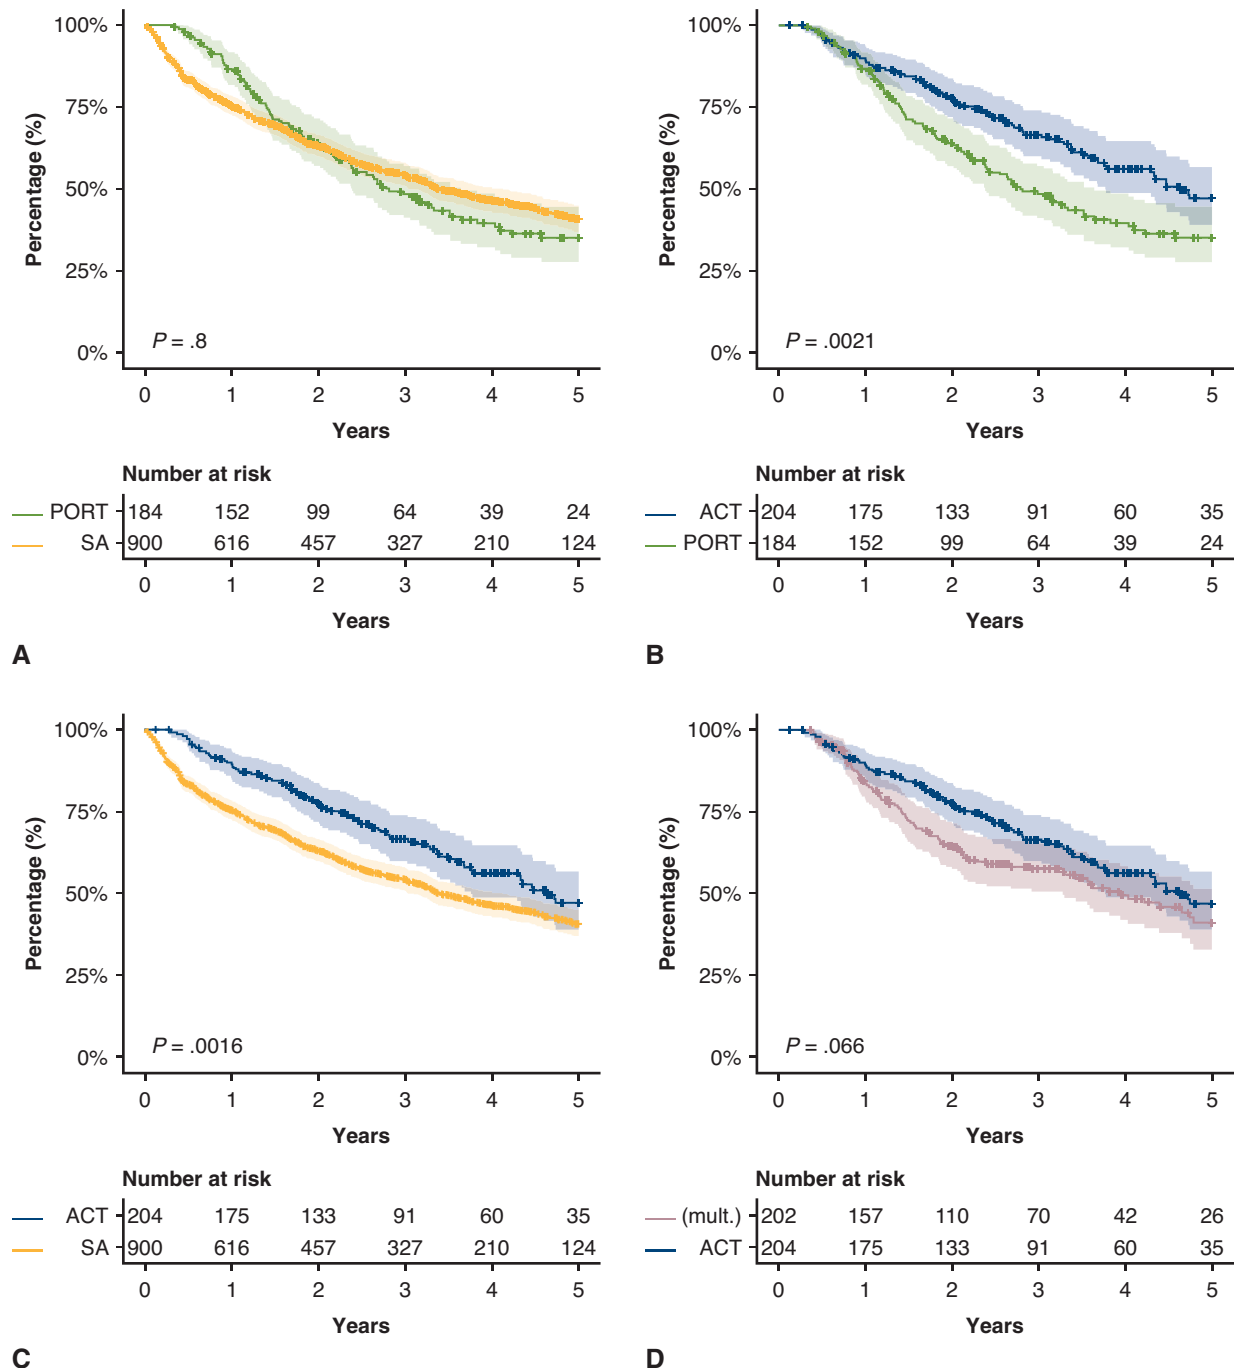 100%
75%
50%
25%
0%
Percentage (%)
P = .8
0 1 2 3 4 5
Years
Number at risk
PORT 184 152 99 64 39 24
SA 900 616 457 327 210 124
0 1 2 3 4 5
Years
A
100%
75%
50%
25%
0%
Percentage (%)
P = .0021
0 1 2 3 4 5
Years
Number at risk
ACT 204 175 133 91 60 35
PORT 184 152 99 64 39 24
0 1 2 3 4 5
Years
B
100%
75%
50%
25%
0%
Percentage (%)
P = .0016
0 1 2 3 4 5
Years
Number at risk
ACT 204 175 133 91 60 35
SA 900 616 457 327 210 124
0 1 2 3 4 5
Years
C
100%
75%
50%
25%
0%
Percentage (%)
P = .066
0 1 2 3 4 5
Years
Number at risk
(mult.) 202 157 110 70 42 26
ACT 204 175 133 91 60 35
0 1 2 3 4 5
Years
D